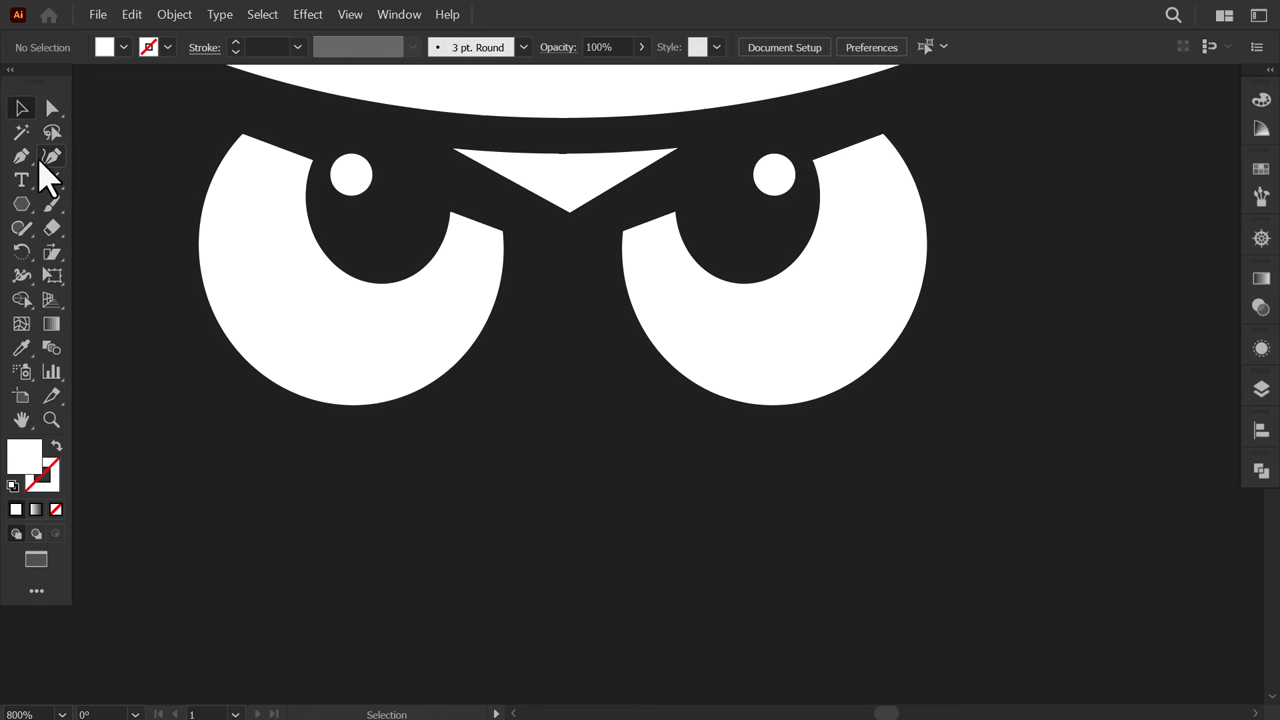 Ai File Edit Object Type Select Effect View Window Help
No Selection Stroke: 3 pt. Round Opacity: 100% Style: Document Setup Preferences
T
800% 0° 1 Selection